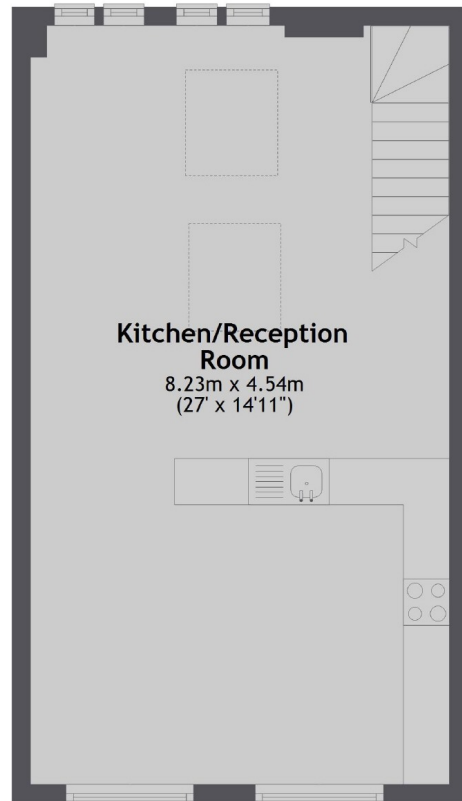 Kitchen/Reception
Room
8.23m x 4.54m
(27' x 14'11")